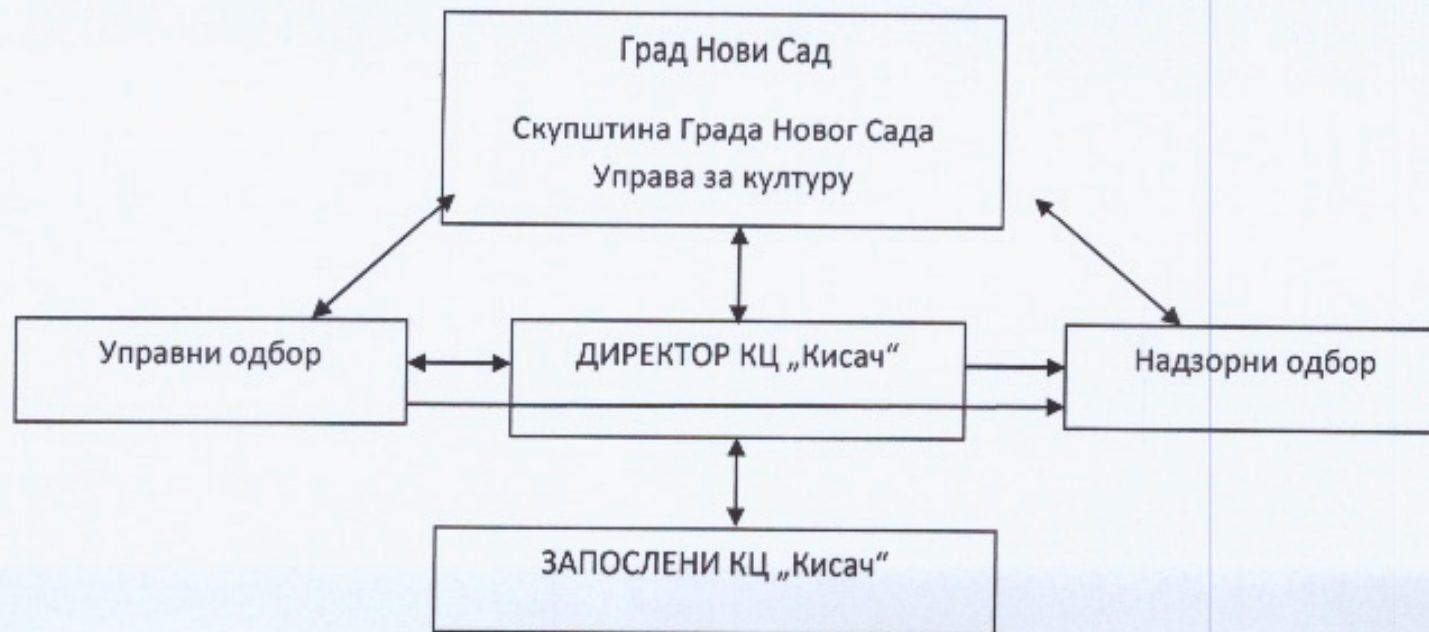 Град Нови Сад
Скупштина Града Новог Сада
Управа за културу
Управни одбор
ДИРЕКТОР КЦ „Кисач“
Надзорни одбор
ЗАПОСЛЕНИ КЦ „Кисач“